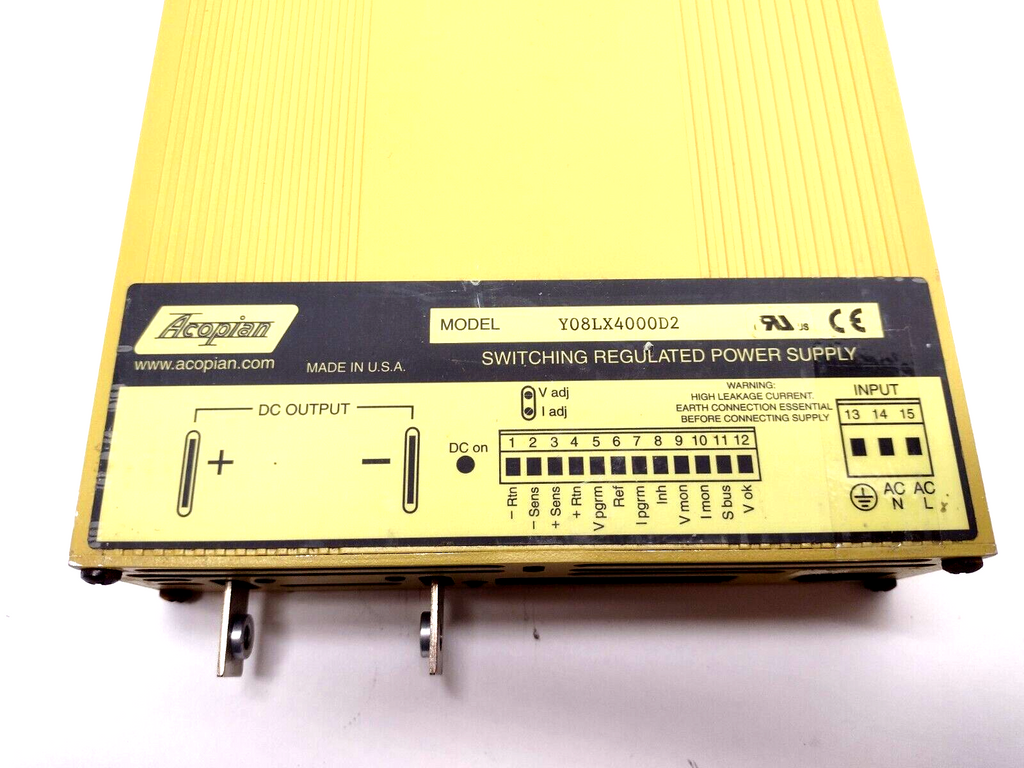 Acopian
www.acopian.com
MADE IN U.S.A.
MODEL Y08LX4000D2
RU US CE
SWITCHING REGULATED POWER SUPPLY
DC OUTPUT
+ −
DC on
V adj
I adj
WARNING:
HIGH LEAKAGE CURRENT.
EARTH CONNECTION ESSENTIAL
BEFORE CONNECTING SUPPLY
1 2 3 4 5 6 7 8 9 10 11 12
− Rtn
− Sens
+ Sens
+ Rtn
V pgrm
Ref
I pgrm
Inh
V mon
I mon
S bus
V ok
INPUT
13 14 15
AC AC
N L